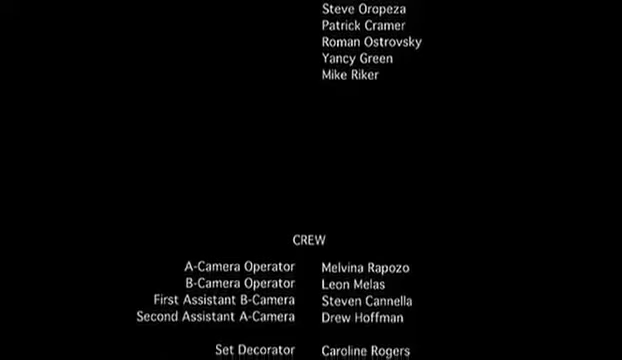 Steve Oropeza
Patrick Cramer
Roman Ostrovsky
Yancy Green
Mike Riker
CREW
A-Camera Operator Melvina Rapozo
B-Camera Operator Leon Melas
First Assistant B-Camera Steven Cannella
Second Assistant A-Camera Drew Hoffman
Set Decorator Caroline Rogers